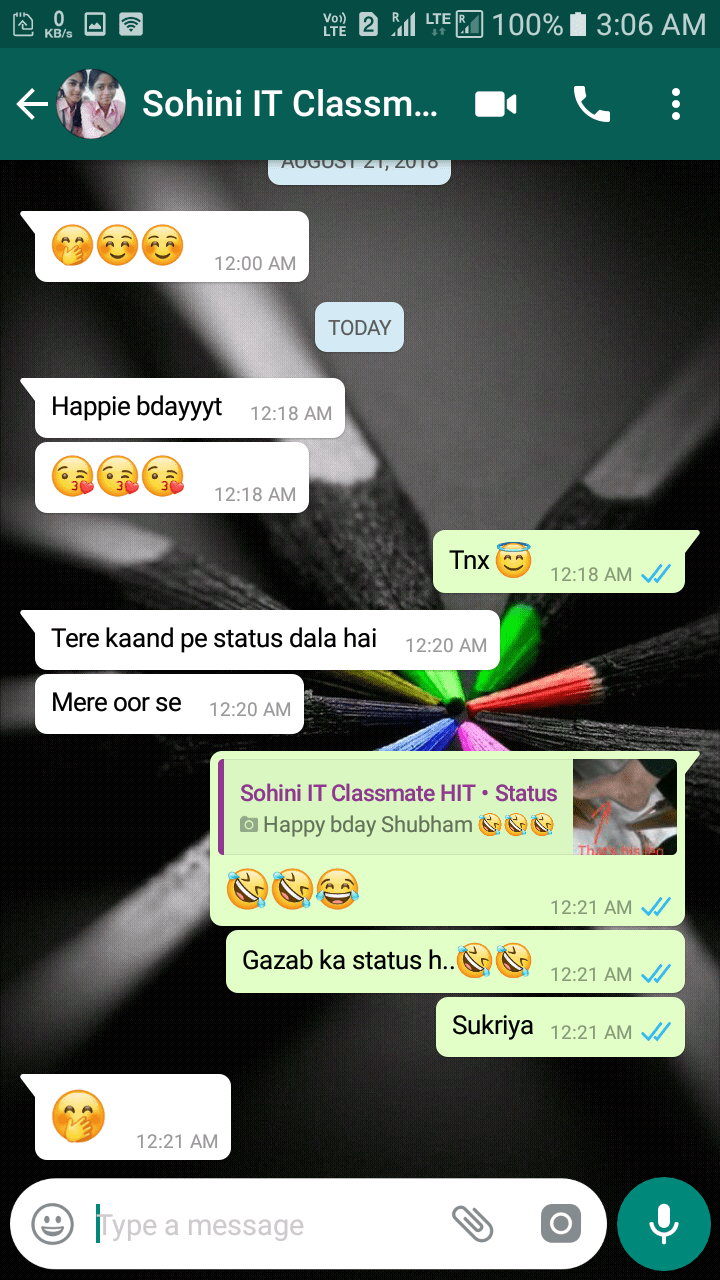 0 KB/s Vo)) LTE 2 R LTE R 100% 3:06 AM
Sohini IT Classm...
AUGUST 21, 2018
🤭☺️☺️ 12:00 AM
TODAY
Happie bdayyyt 12:18 AM
😘😘😘 12:18 AM
Tnx 😇 12:18 AM
Tere kaand pe status dala hai 12:20 AM
Mere oor se 12:20 AM
Sohini IT Classmate HIT • Status
Happy bday Shubham 🤣🤣🤣
That's his leg
🤣🤣😂 12:21 AM
Gazab ka status h..🤣🤣 12:21 AM
Sukriya 12:21 AM
🤭 12:21 AM
Type a message